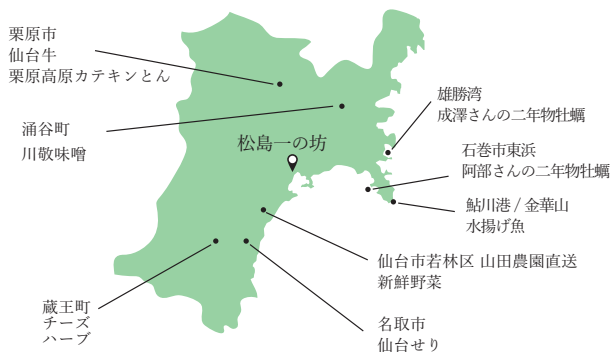 栗原市
仙台牛
栗原高原カテキンとん
涌谷町
川敬味噌
松島一の坊
雄勝湾
成澤さんの二年物牡蠣
石巻市東浜
阿部さんの二年物牡蠣
鮎川港 / 金華山
水揚げ魚
仙台市若林区 山田農園直送
新鮮野菜
蔵王町
チーズ
ハーブ
名取市
仙台せり